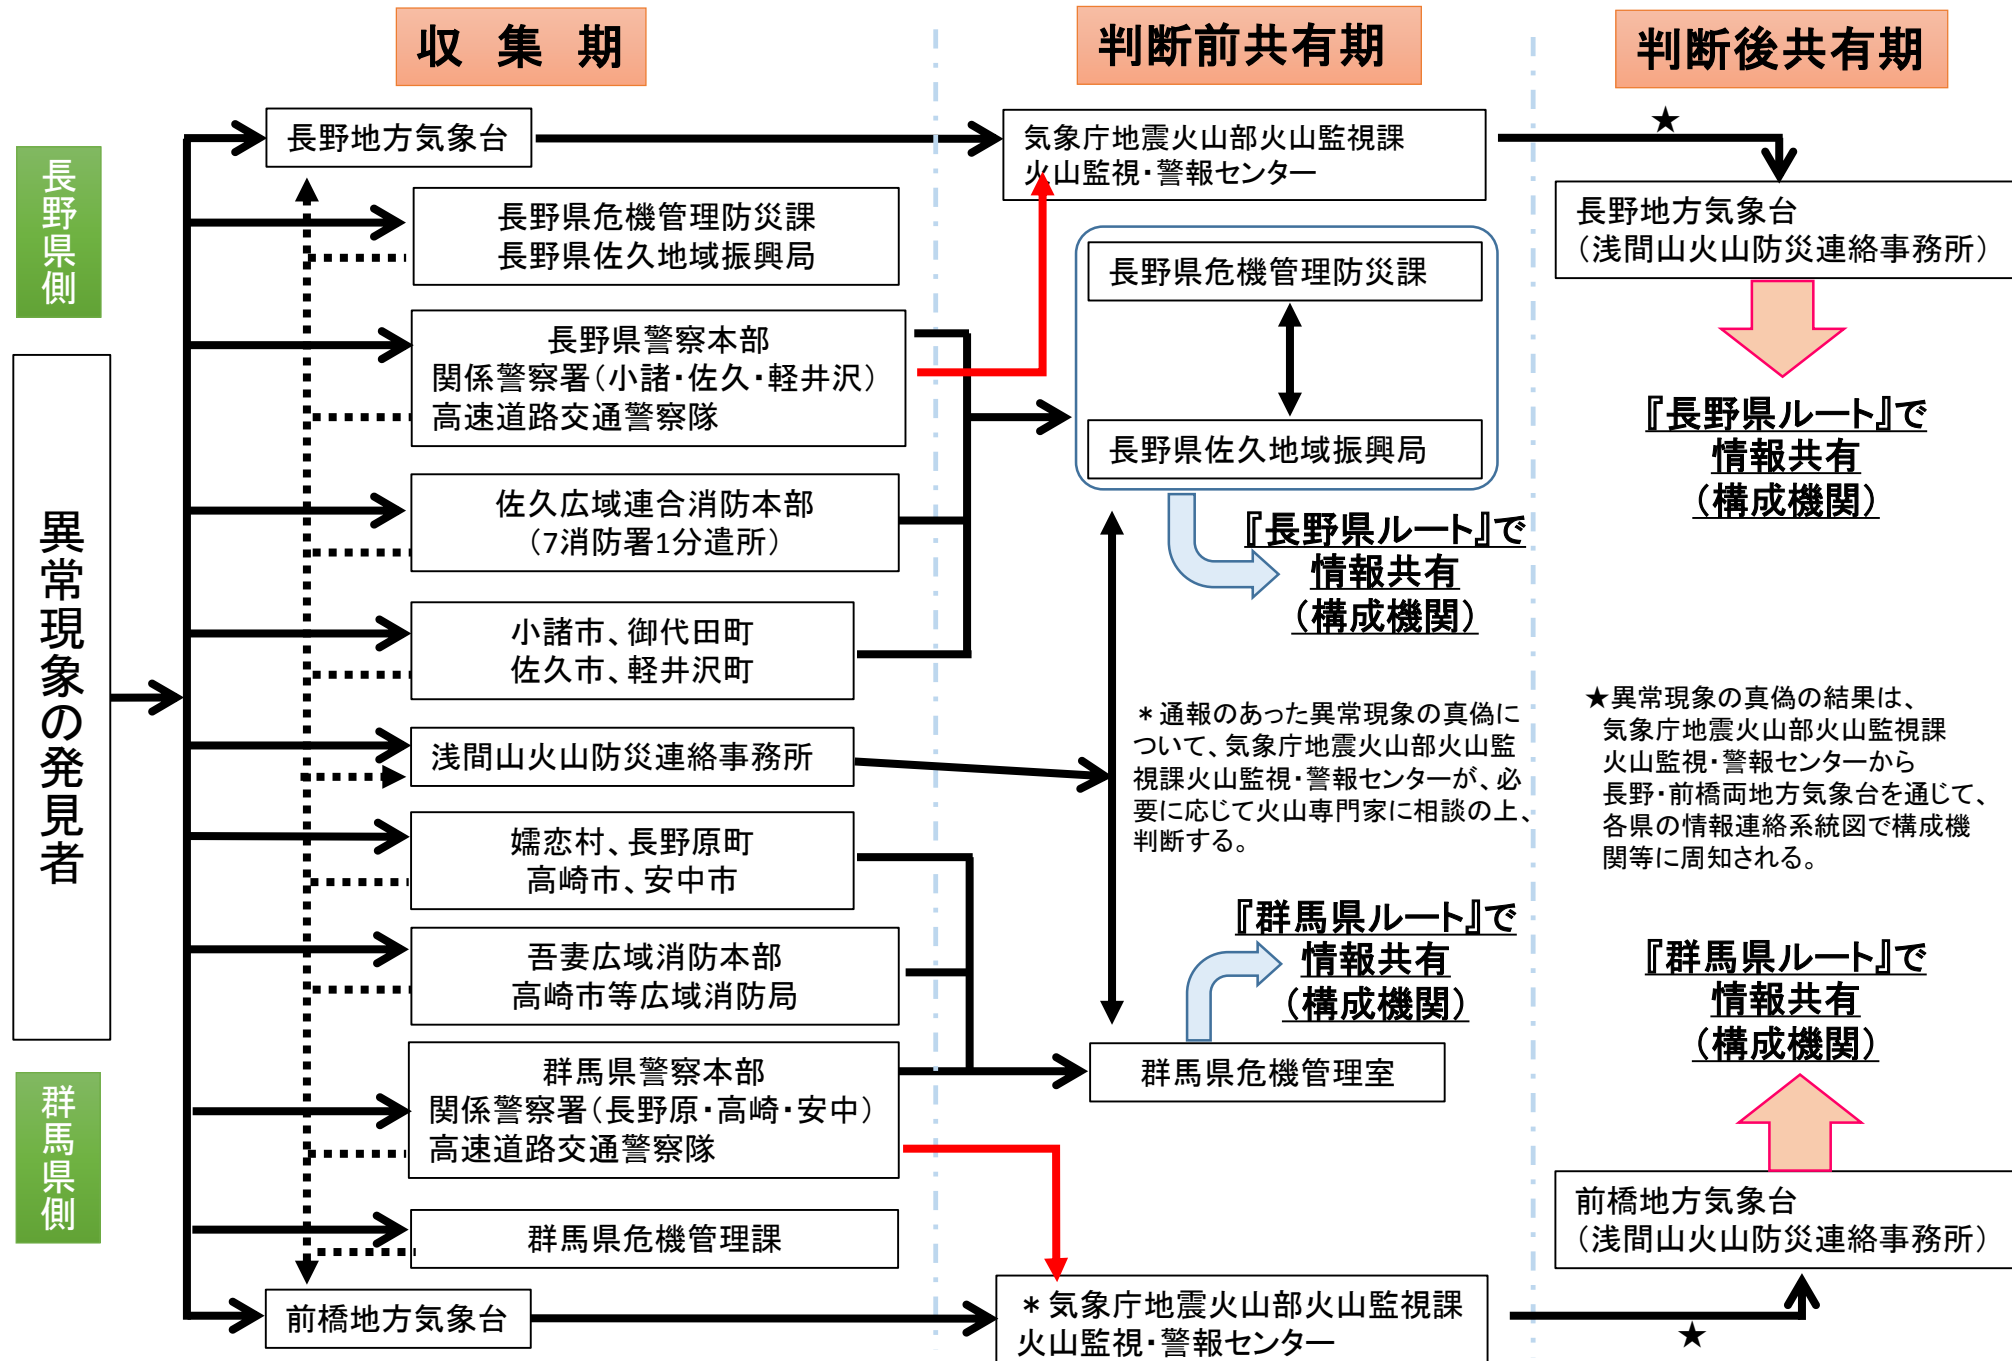 収 集 期
判断前共有期
判断後共有期
長野県側
異常現象の発見者
群馬県側
長野地方気象台
長野県危機管理防災課
長野県佐久地域振興局
長野県警察本部
関係警察署（小諸・佐久・軽井沢）
高速道路交通警察隊
佐久広域連合消防本部
（7消防署1分遣所）
小諸市、御代田町
佐久市、軽井沢町
浅間山火山防災連絡事務所
嬬恋村、長野原町
高崎市、安中市
吾妻広域消防本部
高崎市等広域消防局
群馬県警察本部
関係警察署（長野原・高崎・安中）
高速道路交通警察隊
群馬県危機管理課
前橋地方気象台
気象庁地震火山部火山監視課
火山監視・警報センター
長野県危機管理防災課
長野県佐久地域振興局
『長野県ルート』で
情報共有
（構成機関）
＊通報のあった異常現象の真偽に
ついて、気象庁地震火山部火山監
視課火山監視・警報センターが、必
要に応じて火山専門家に相談の上、
判断する。
『群馬県ルート』で
情報共有
（構成機関）
群馬県危機管理室
＊気象庁地震火山部火山監視課
火山監視・警報センター
★
長野地方気象台
（浅間山火山防災連絡事務所）
『長野県ルート』で
情報共有
（構成機関）
★異常現象の真偽の結果は、
気象庁地震火山部火山監視課
火山監視・警報センターから
長野・前橋両地方気象台を通じて、
各県の情報連絡系統図で構成機
関等に周知される。
『群馬県ルート』で
情報共有
（構成機関）
前橋地方気象台
（浅間山火山防災連絡事務所）
★